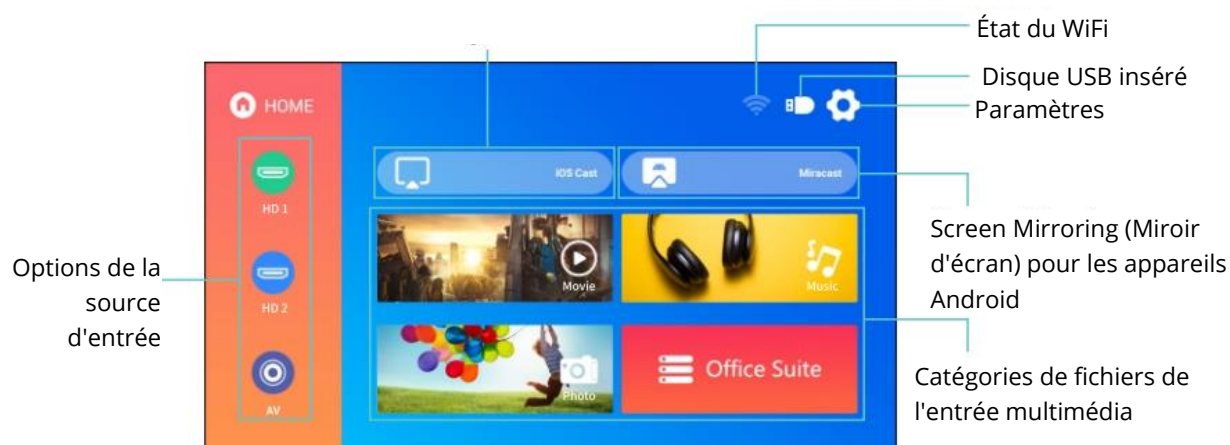 État du WiFi
Disque USB inséré
Paramètres
HOME
iOS Cast
Miracast
HD 1
Screen Mirroring (Miroir
d'écran) pour les appareils
Android
Options de la
source
d'entrée
Movie
Music
HD 2
Office Suite
Photo
AV
Catégories de fichiers de
l'entrée multimédia